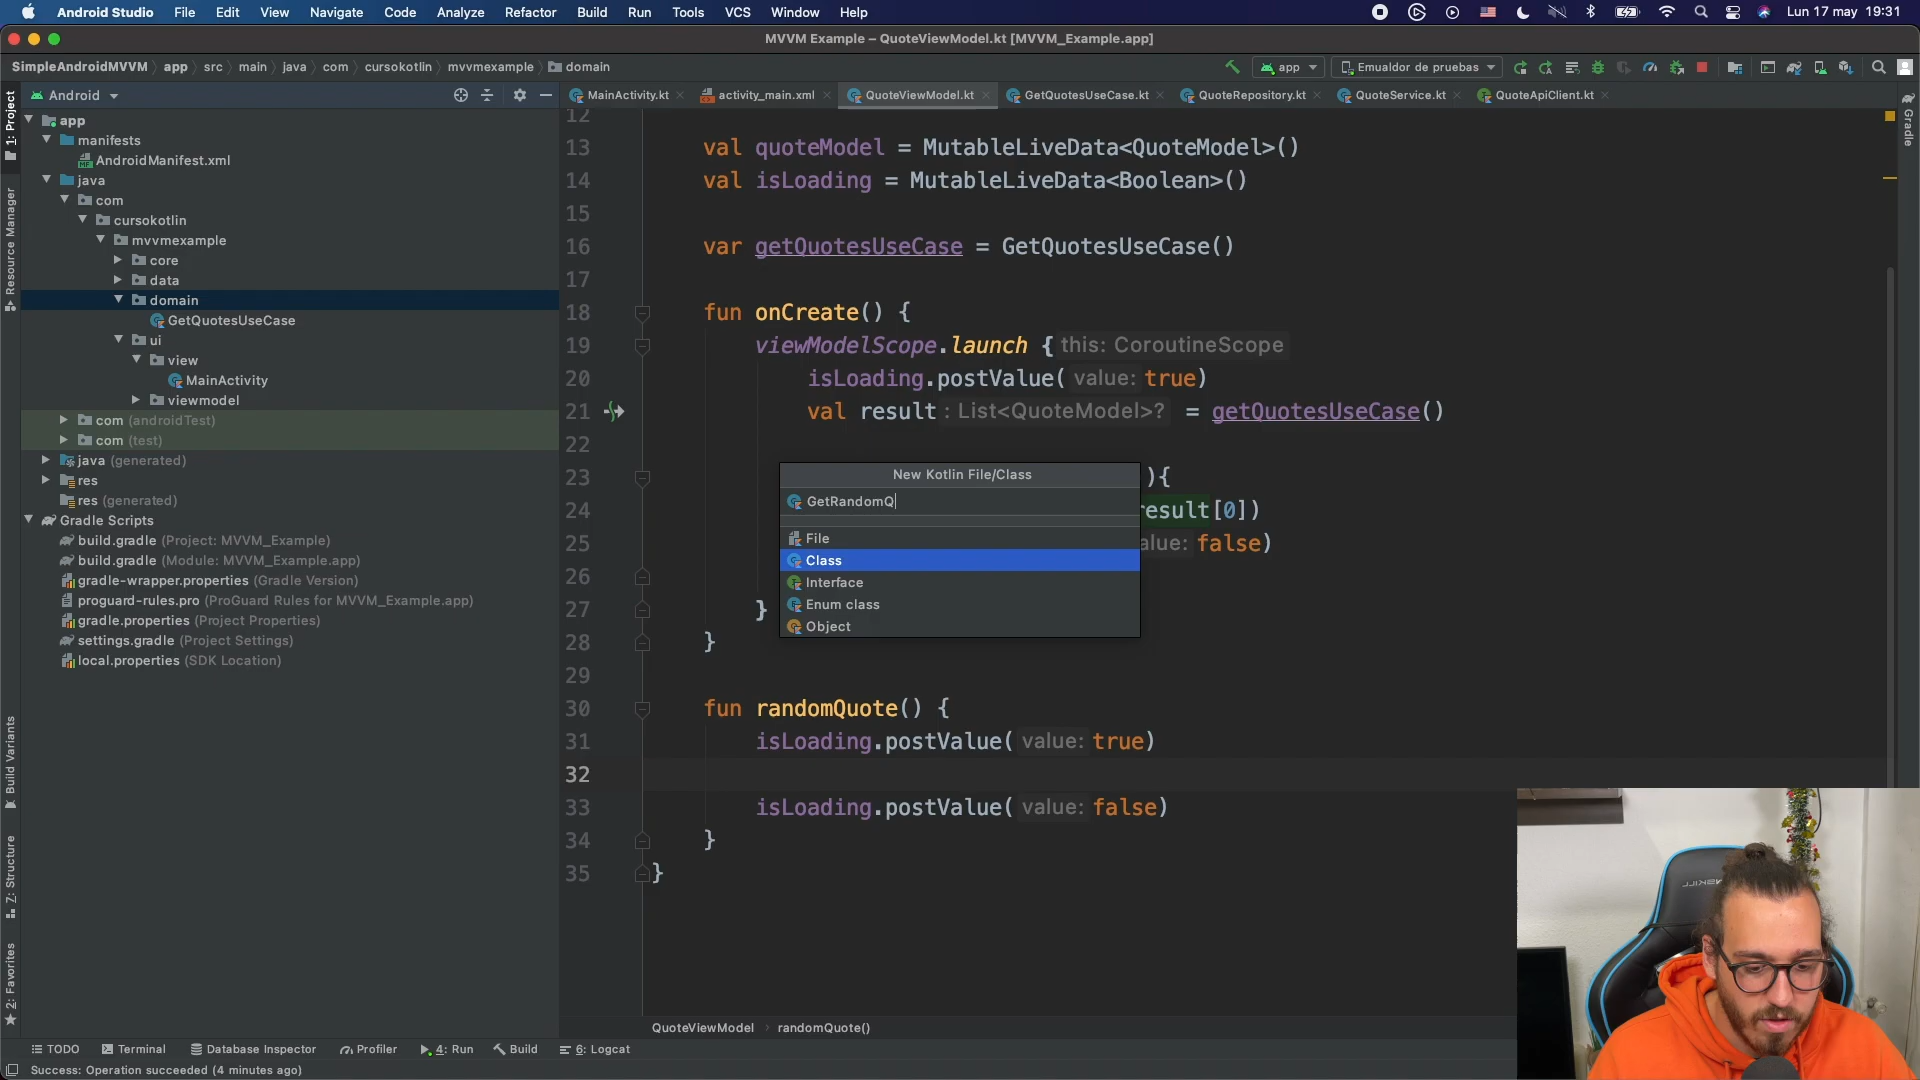 Android Studio File Edit View Navigate Code Analyze Refactor Build Run Tools VCS Window Help Lun 17 may 19:31
MVVM Example – QuoteViewModel.kt [MVVM_Example.app]
SimpleAndroidMVVM app src main java com cursokotlin mvvmexample domain app Emualdor de pruebas
Android MainActivity.kt activity_main.xml QuoteViewModel.kt GetQuotesUseCase.kt QuoteRepository.kt QuoteService.kt QuoteApiClient.kt
1: Project
Resource Manager
Build Variants
Z: Structure
2: Favorites
Gradle
app
manifests
AndroidManifest.xml
java
com
cursokotlin
mvvmexample
core
data
domain
GetQuotesUseCase
ui
view
MainActivity
viewmodel
com (androidTest)
com (test)
java (generated)
res
res (generated)
Gradle Scripts
build.gradle (Project: MVVM_Example)
build.gradle (Module: MVVM_Example.app)
gradle-wrapper.properties (Gradle Version)
proguard-rules.pro (ProGuard Rules for MVVM_Example.app)
gradle.properties (Project Properties)
settings.gradle (Project Settings)
local.properties (SDK Location)
12
13 val quoteModel = MutableLiveData<QuoteModel>()
14 val isLoading = MutableLiveData<Boolean>()
15
16 var getQuotesUseCase = GetQuotesUseCase()
17
18 fun onCreate() {
19 viewModelScope.launch { this: CoroutineScope
20 isLoading.postValue( value: true)
21 val result : List<QuoteModel>? = getQuotesUseCase()
22
23 ){
24 result[0])
25 alue: false)
26
27 }
28 }
29
30 fun randomQuote() {
31 isLoading.postValue( value: true)
32
33 isLoading.postValue( value: false)
34 }
35 }
New Kotlin File/Class
GetRandomQ
File
Class
Interface
Enum class
Object
QuoteViewModel randomQuote()
TODO Terminal Database Inspector Profiler 4: Run Build 6: Logcat
Success: Operation succeeded (4 minutes ago)